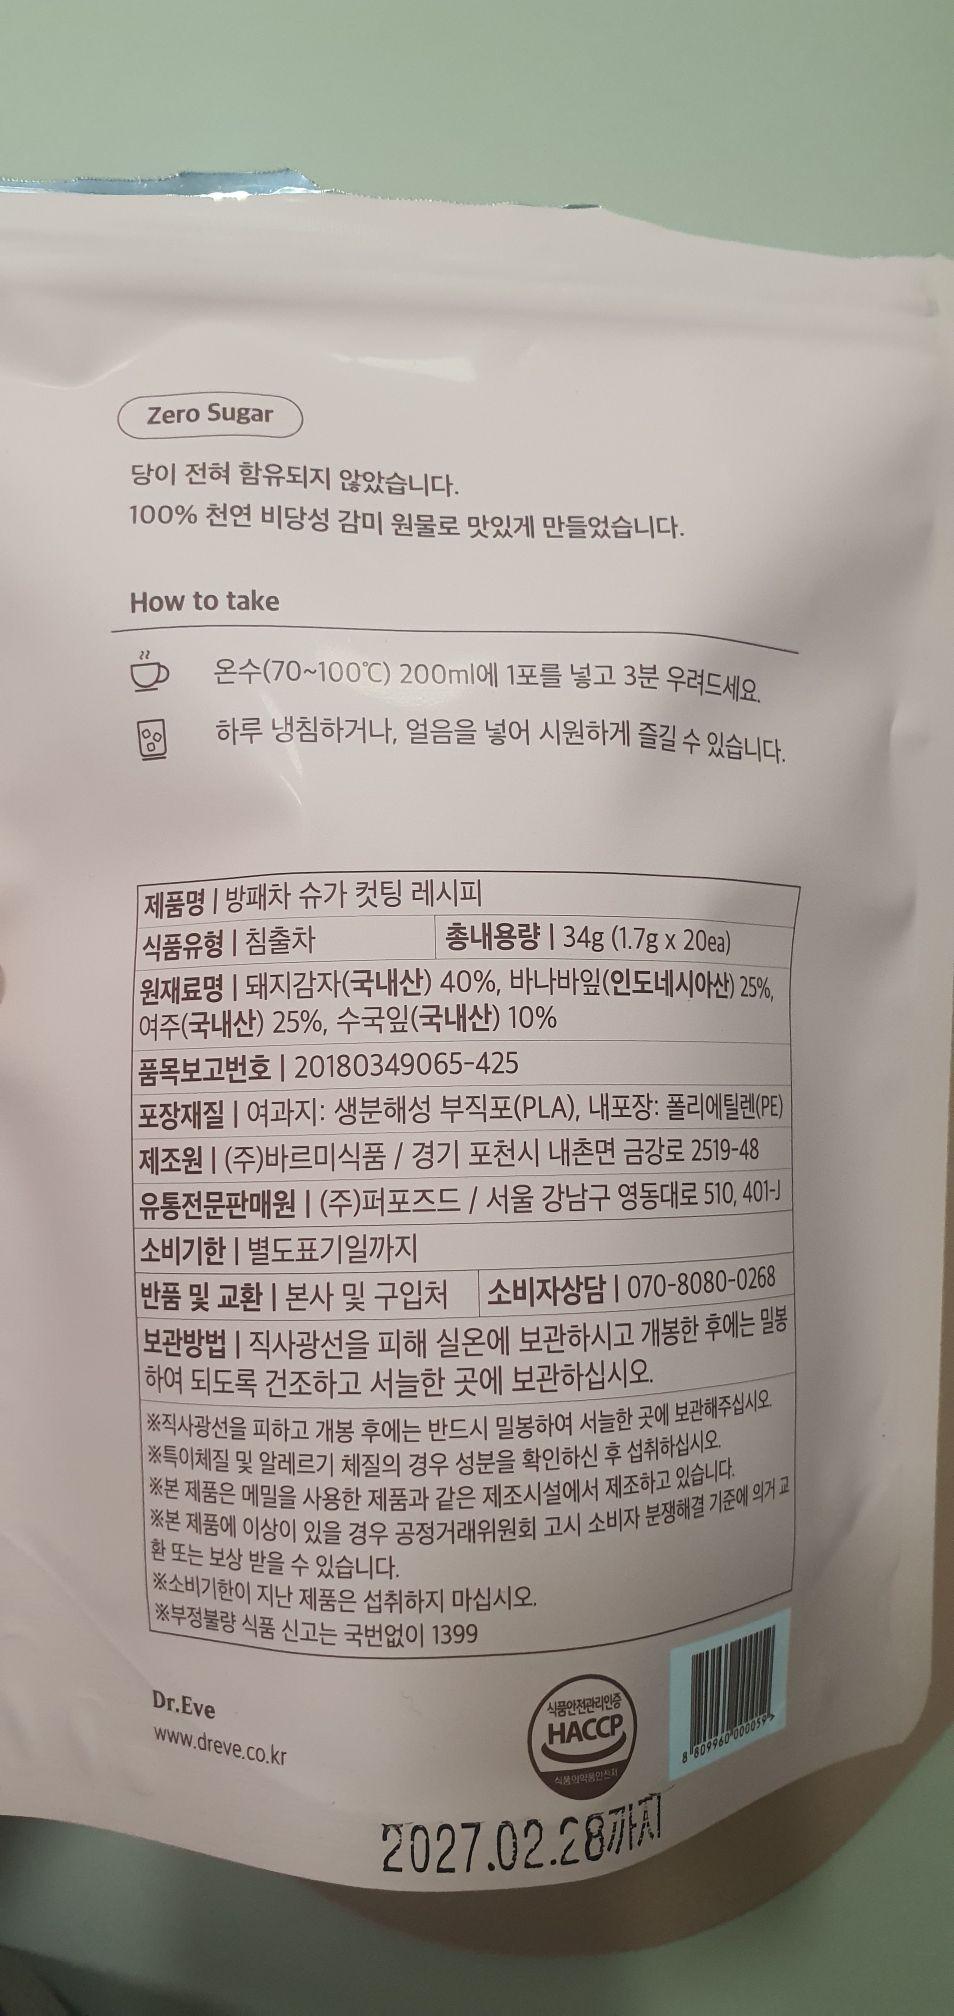 Zero Sugar
당이 전혀 함유되지 않았습니다.
100% 천연 비당성 감미 원물로 맛있게 만들었습니다.
How to take
온수(70~100℃) 200ml에 1포를 넣고 3분 우려드세요.
하루 냉침하거나, 얼음을 넣어 시원하게 즐길 수 있습니다.
제품명 | 방패차 슈가 컷팅 레시피
식품유형 | 침출차 총내용량 | 34g (1.7g x 20ea)
원재료명 | 돼지감자(국내산) 40%, 바나바잎(인도네시아산) 25%,
여주(국내산) 25%, 수국잎(국내산) 10%
품목보고번호 | 20180349065-425
포장재질 | 여과지: 생분해성 부직포(PLA), 내포장: 폴리에틸렌(PE)
제조원 | (주)바르미식품 / 경기 포천시 내촌면 금강로 2519-48
유통전문판매원 | (주)퍼포즈드 / 서울 강남구 영동대로 510, 401-J
소비기한 | 별도표기일까지
반품 및 교환 | 본사 및 구입처 소비자상담 | 070-8080-0268
보관방법 | 직사광선을 피해 실온에 보관하시고 개봉한 후에는 밀봉
하여 되도록 건조하고 서늘한 곳에 보관하십시오.
※직사광선을 피하고 개봉 후에는 반드시 밀봉하여 서늘한 곳에 보관해주십시오.
※특이체질 및 알레르기 체질의 경우 성분을 확인하신 후 섭취하십시오.
※본 제품은 메밀을 사용한 제품과 같은 제조시설에서 제조하고 있습니다.
※본 제품에 이상이 있을 경우 공정거래위원회 고시 소비자 분쟁해결 기준에 의거 교
환 또는 보상 받을 수 있습니다.
※소비기한이 지난 제품은 섭취하지 마십시오.
※부정불량 식품 신고는 국번없이 1399
Dr.Eve
www.dreve.co.kr
식품안전관리인증
HACCP
식품의약품안전처
8 809960 000059 >
2027.02.28까지